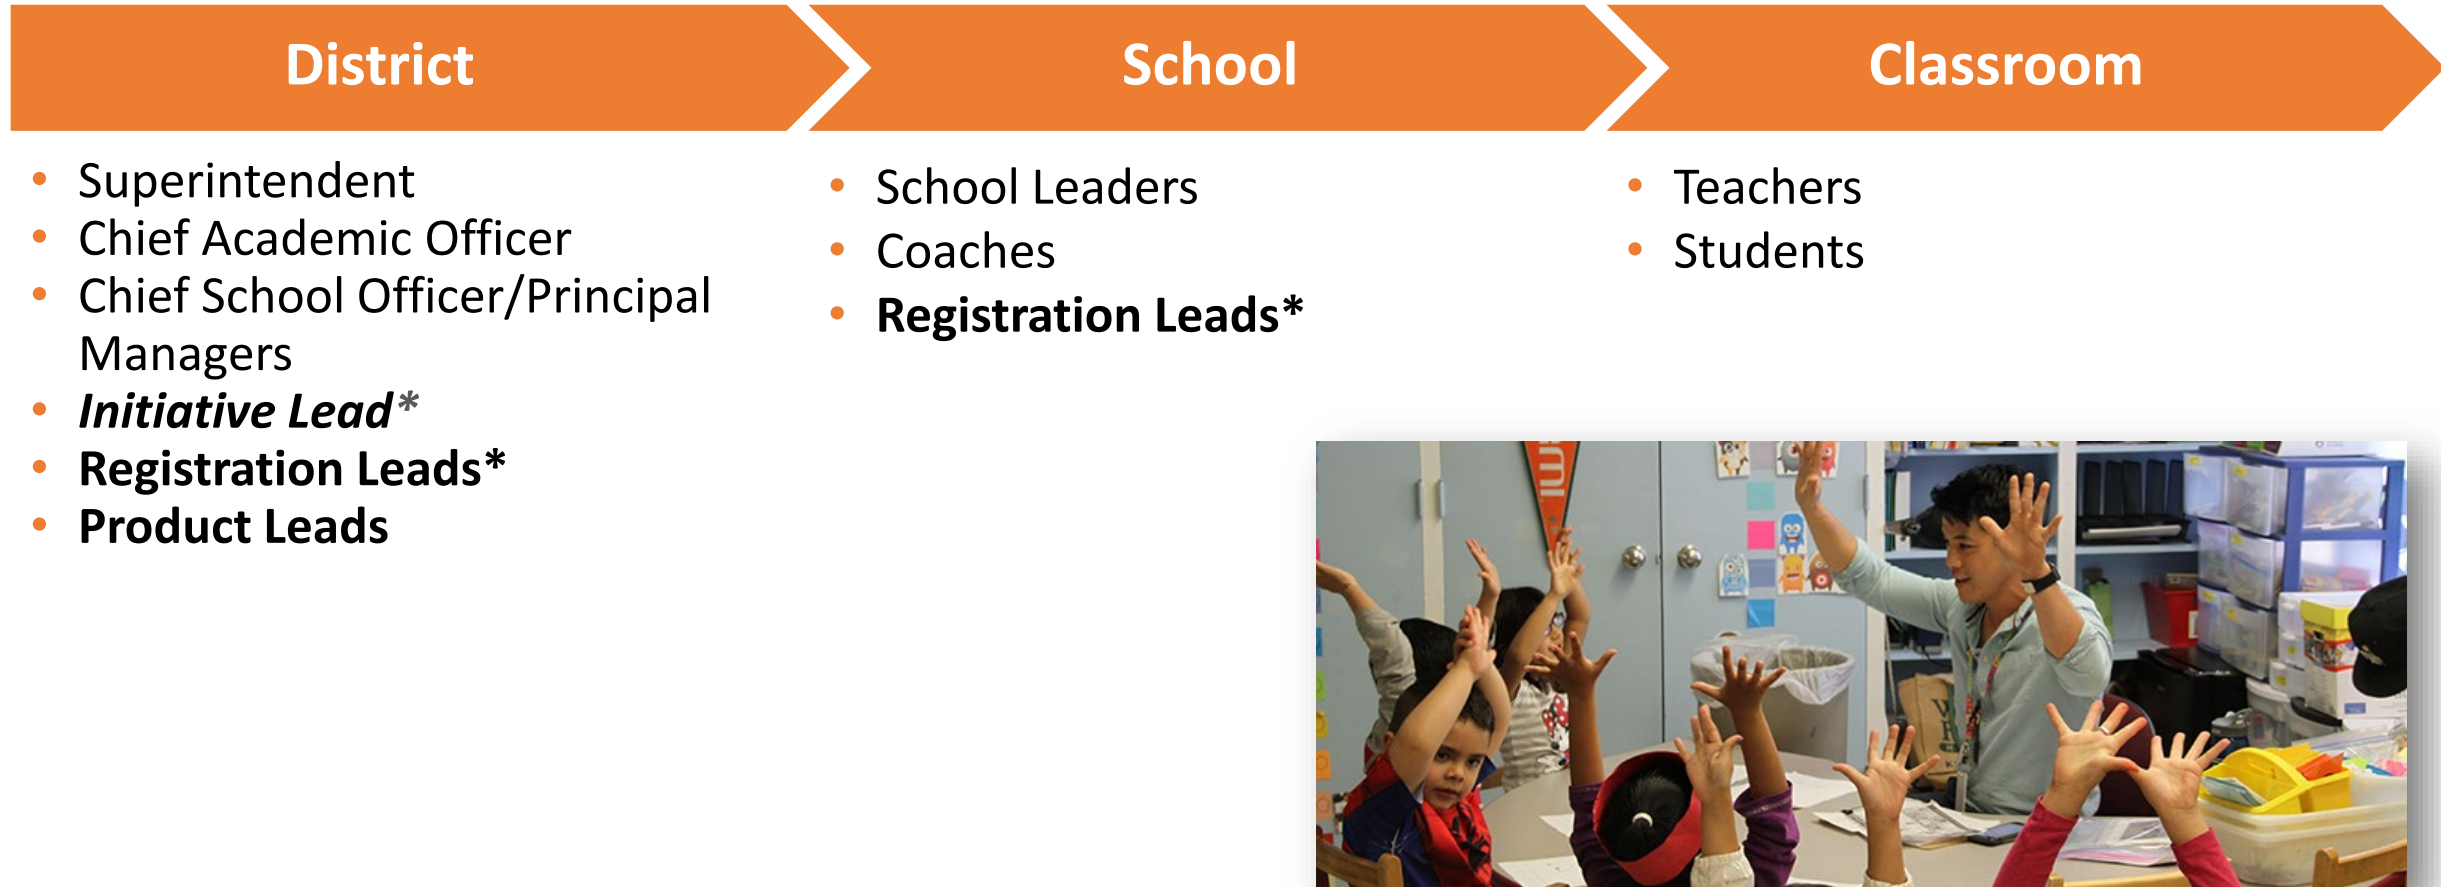 District
School
Classroom
• Superintendent
• Chief Academic Officer
• Chief School Officer/Principal
Managers
• Initiative Lead*
• Registration Leads*
• Product Leads
• School Leaders
• Coaches
• Registration Leads*
• Teachers
• Students